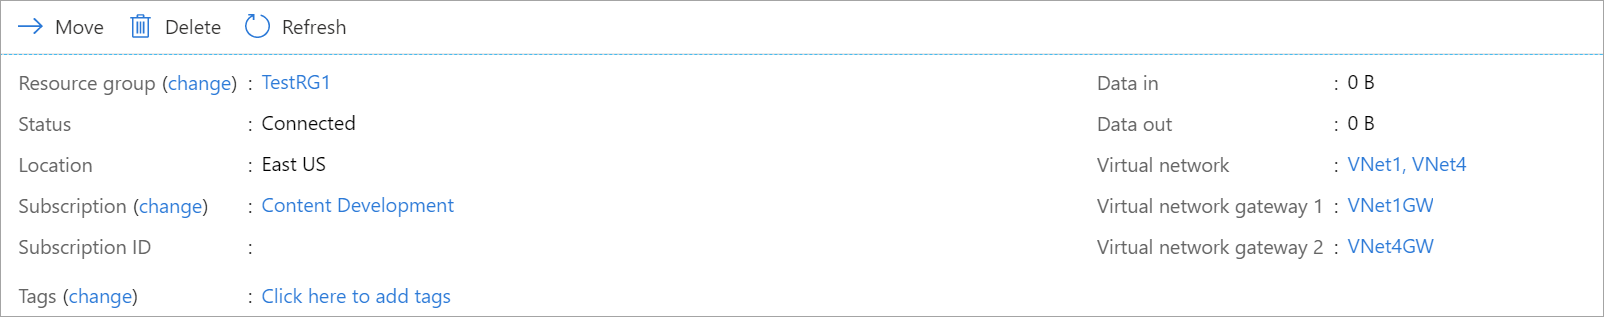 Move Delete Refresh
Resource group (change) : TestRG1
Status : Connected
Location : East US
Subscription (change) : Content Development
Subscription ID :
Tags (change) : Click here to add tags
Data in : 0 B
Data out : 0 B
Virtual network : VNet1, VNet4
Virtual network gateway 1 : VNet1GW
Virtual network gateway 2 : VNet4GW